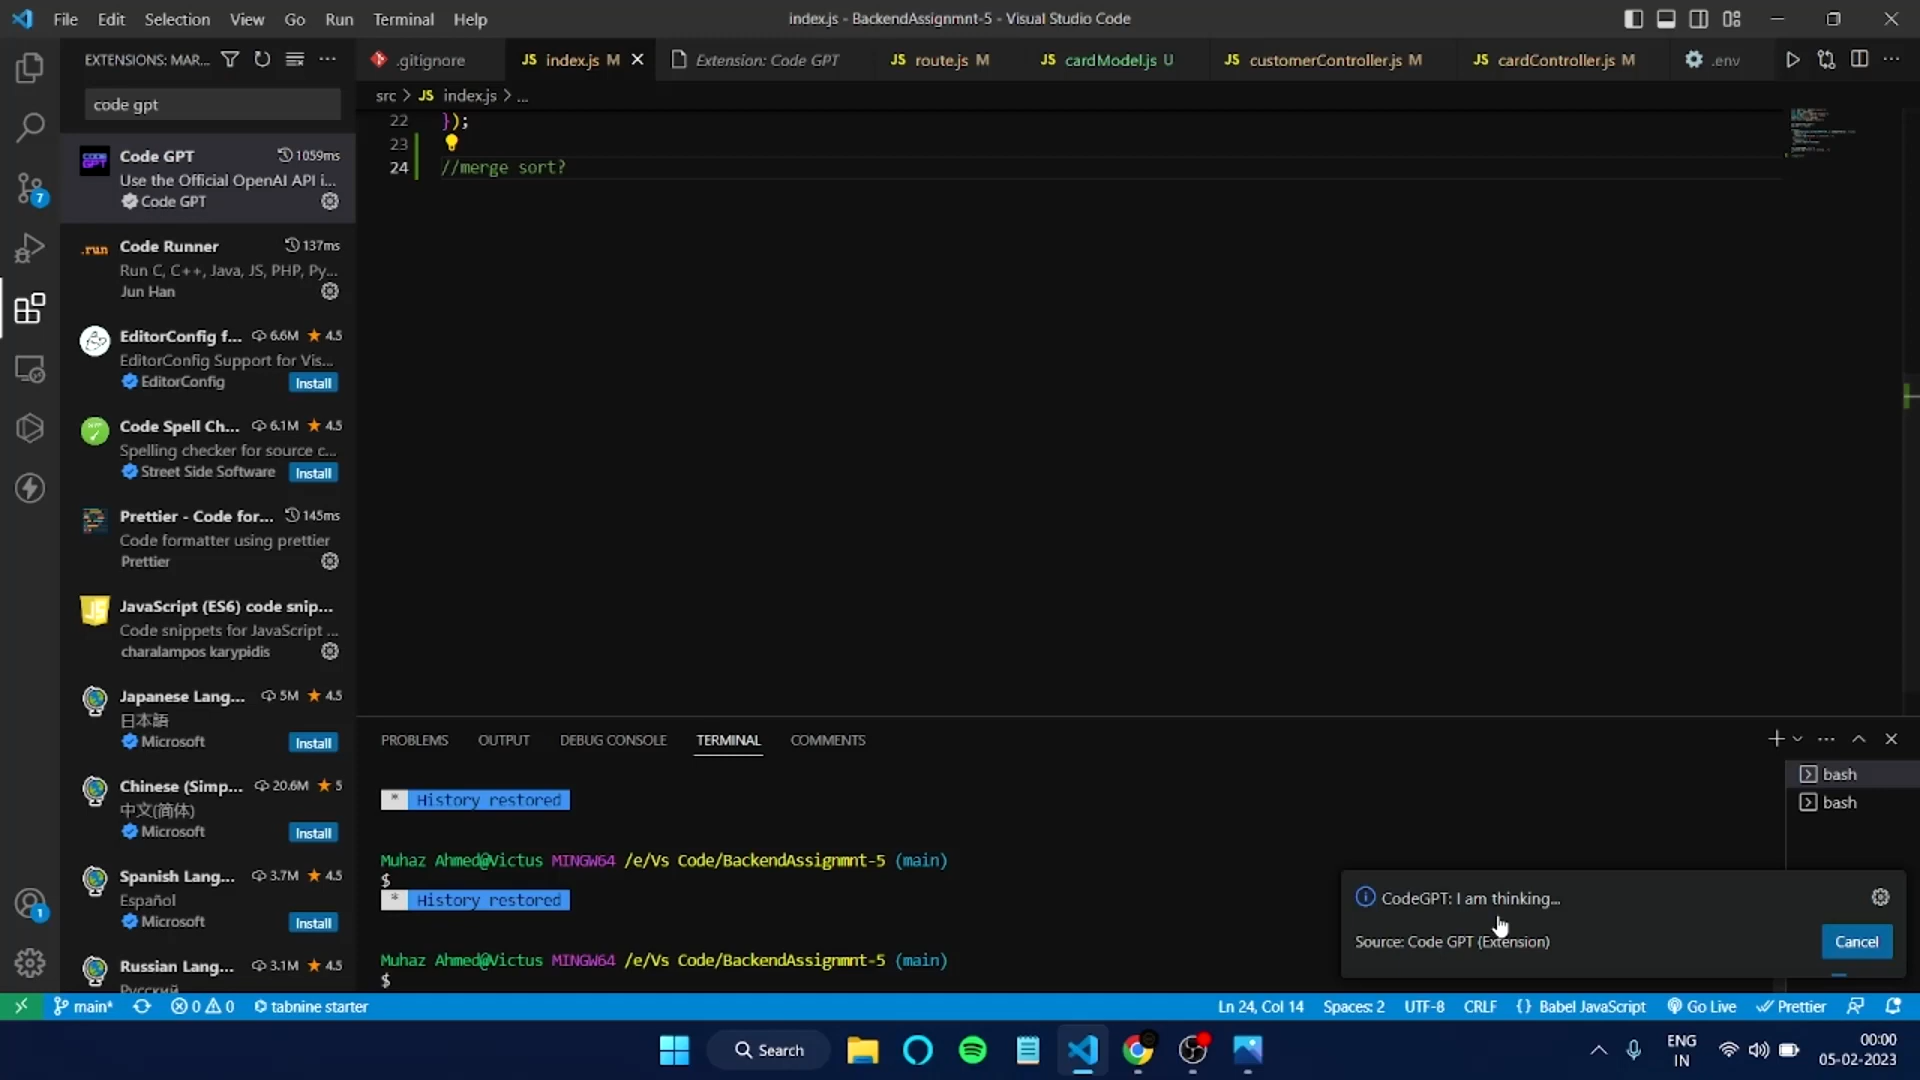 File Edit Selection View Go Run Terminal Help
index.js - BackendAssignmnt-5 - Visual Studio Code
EXTENSIONS: MAR...
code gpt
CODE GPT
Code GPT 1059ms
Use the Official OpenAI API i...
Code GPT
.run
Code Runner 137ms
Run C, C++, Java, JS, PHP, Py...
Jun Han
EditorConfig f... 6.6M 4.5
EditorConfig Support for Vis...
EditorConfig Install
Code Spell Ch... 6.1M 4.5
Spelling checker for source c...
Street Side Software Install
Prettier - Code for... 145ms
Code formatter using prettier
Prettier
JS
JavaScript (ES6) code snip...
Code snippets for JavaScript ...
charalampos karypidis
Japanese Lang... 5M 4.5
日本語
Microsoft Install
Chinese (Simp... 20.6M 5
中文(简体)
Microsoft Install
Spanish Lang... 3.7M 4.5
Español
Microsoft Install
Russian Lang... 3.1M 4.5
Русский
7
1
.gitignore JS index.js M Extension: Code GPT JS route.js M JS cardModel.js U JS customerController.js M JS cardController.js M .env
src > JS index.js > ...
22 });
23
24 //merge sort?
PROBLEMS OUTPUT DEBUG CONSOLE TERMINAL COMMENTS
bash
bash
* History restored
Muhaz Ahmed@Victus MINGW64 /e/Vs Code/BackendAssignmnt-5 (main)
$
* History restored
Muhaz Ahmed@Victus MINGW64 /e/Vs Code/BackendAssignmnt-5 (main)
$
CodeGPT: I am thinking...
Source: Code GPT (Extension) Cancel
main* 0 0 tabnine starter Ln 24, Col 14 Spaces: 2 UTF-8 CRLF {} Babel JavaScript Go Live Prettier
Search
ENG
IN
00:00
05-02-2023